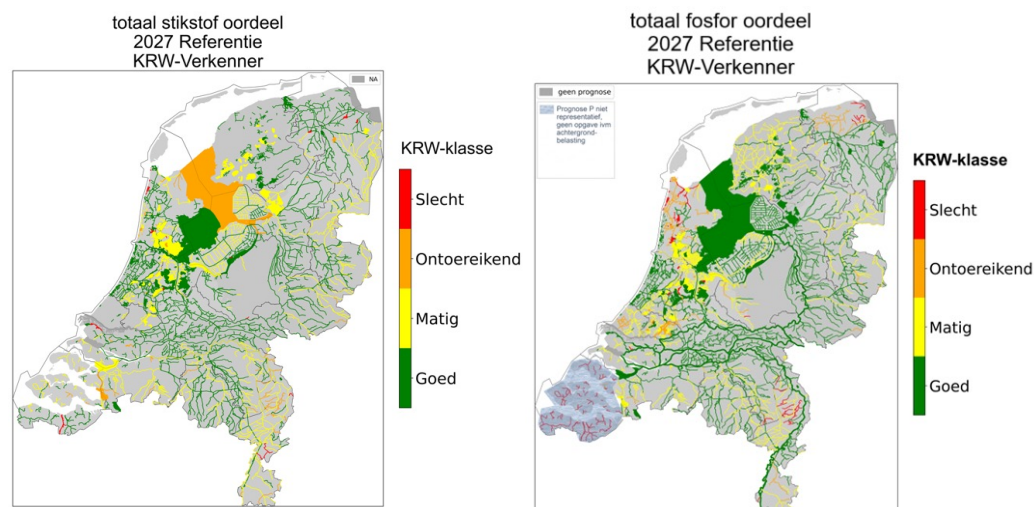 totaal stikstof oordeel
2027 Referentie
KRW-Verkenner
NA
KRW-klasse
Slecht
Ontoereikend
Matig
Goed
totaal fosfor oordeel
2027 Referentie
KRW-Verkenner
geen prognose
Prognose P niet
representatief,
geen opgave ivm
achtergrond-
belasting
KRW-klasse
Slecht
Ontoereikend
Matig
Goed